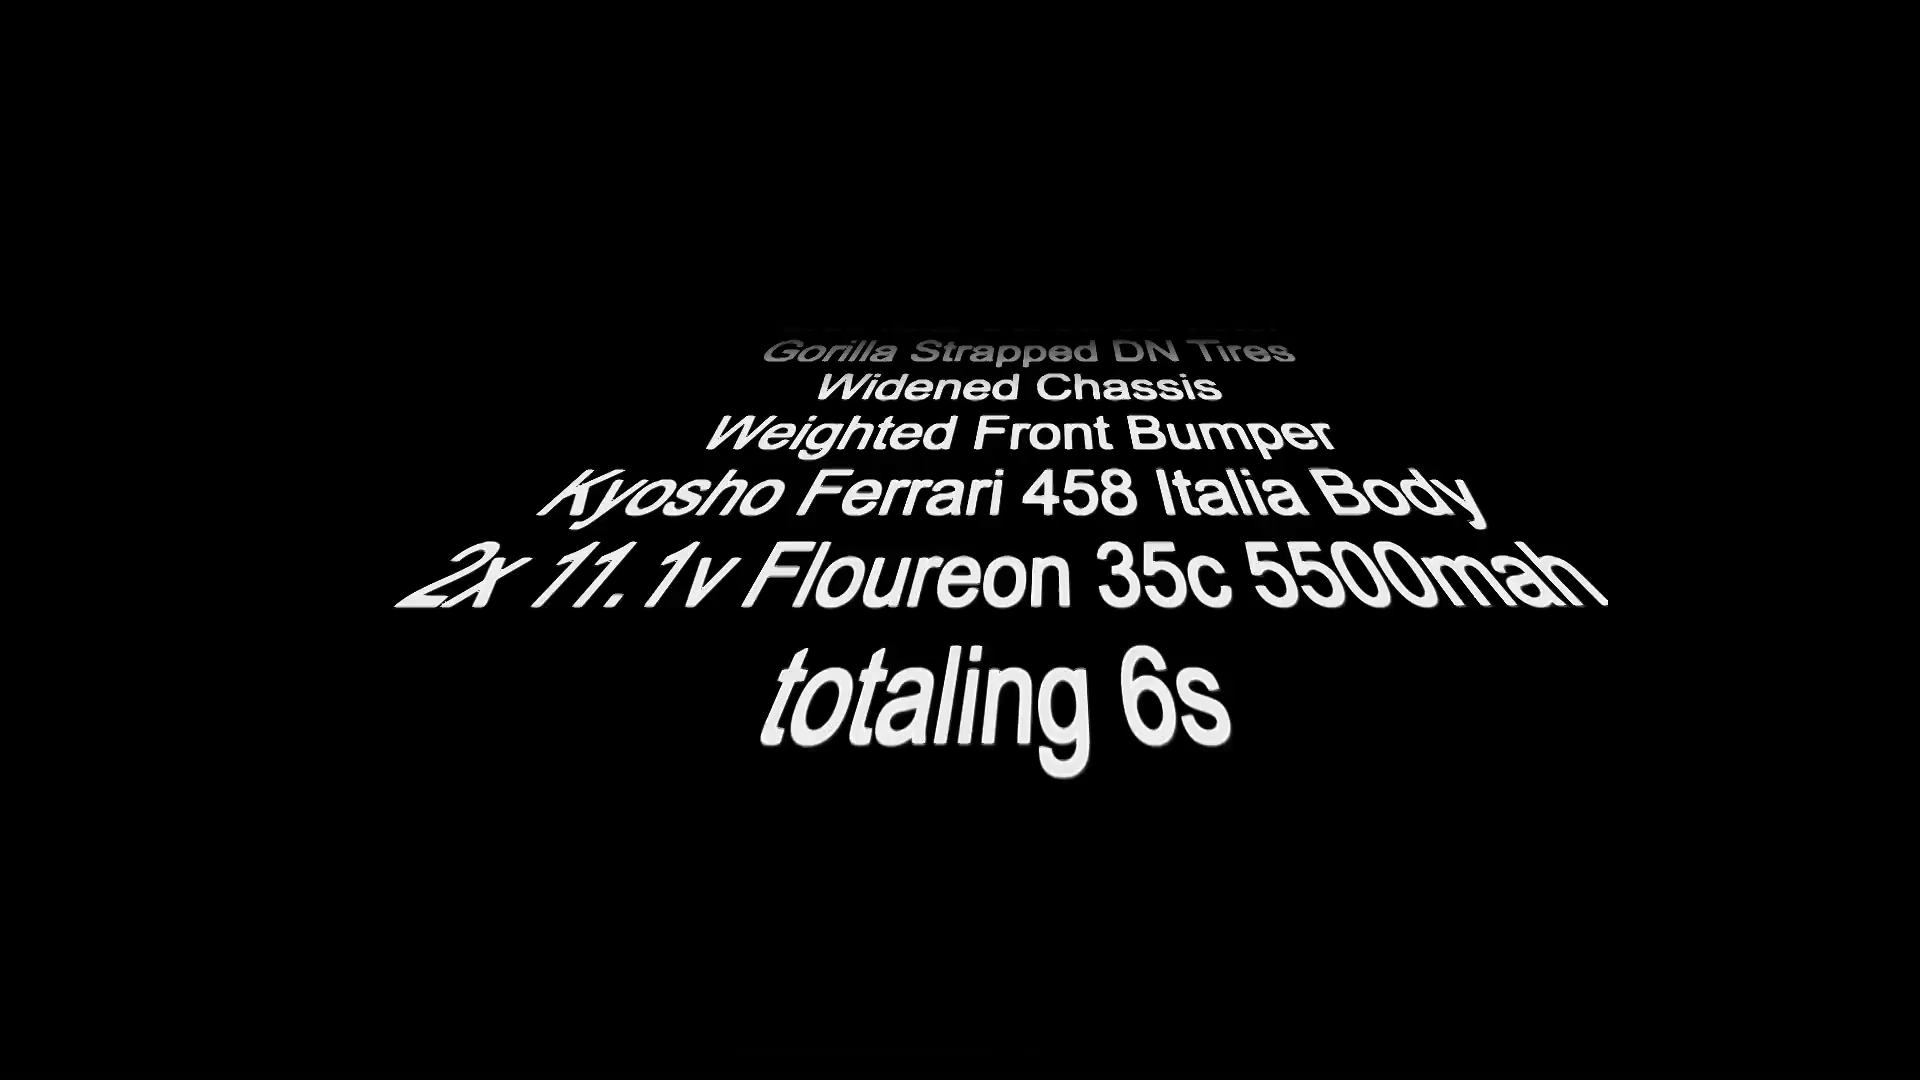 Gorilla Strapped DN Tires
Widened Chassis
Weighted Front Bumper
Kyosho Ferrari 458 Italia Body
2x 11.1v Floureon 35c 5500mah
totaling 6s